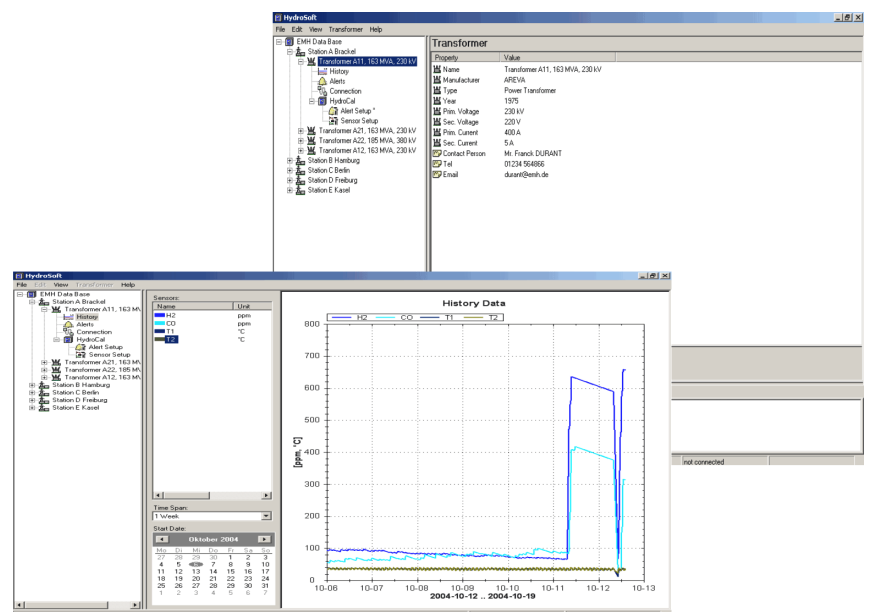 HydroSoft
File Edit View Transformer Help
EMH Data Base
Station A Brackel
Transformer A11, 163 MVA, 230 kV
History
Alerts
Connection
HydroCal
Alert Setup *
Sensor Setup
Transformer A21, 163 MVA, 230 kV
Transformer A22, 185 MVA, 380 kV
Transformer A12, 163 MVA, 230 kV
Station B Hamburg
Station C Berlin
Station D Freiburg
Station E Kasel
Transformer
Property Value
Name Transformer A11, 163 MVA, 230 kV
Manufacturer AREVA
Type Power Transformer
Year 1975
Prim. Voltage 230 kV
Sec. Voltage 220 V
Prim. Current 400 A
Sec. Current 5 A
Contact Person Mr. Franck DURANT
Tel 01234 564866
Email durant@emh.de
not connected
HydroSoft
File Edit View Transformer Help
EMH Data Base
Station A Brackel
Transformer A11, 163 M
History
Alerts
Connection
HydroCal
Alert Setup
Sensor Setup
Transformer A21, 163 M
Transformer A22, 185 M
Transformer A12, 163 M
Station B Hamburg
Station C Berlin
Station D Freiburg
Station E Kasel
Sensors:
Name Unit
H2 ppm
CO ppm
T1 °C
T2 °C
Time Span:
1 Week
Start Date:
Oktober 2004
Mo Di Mi Do Fr Sa So
27 28 29 30 1 2 3
4 5 6 7 8 9 10
11 12 13 14 15 16 17
18 19 20 21 22 23 24
25 26 27 28 29 30 31
1 2 3 4 5 6 7
History Data
H2 CO T1 T2
[ppm, °C]
800
700
600
500
400
300
200
100
0
10-06 10-07 10-08 10-09 10-10 10-11 10-12 10-13
2004-10-12 .. 2004-10-19